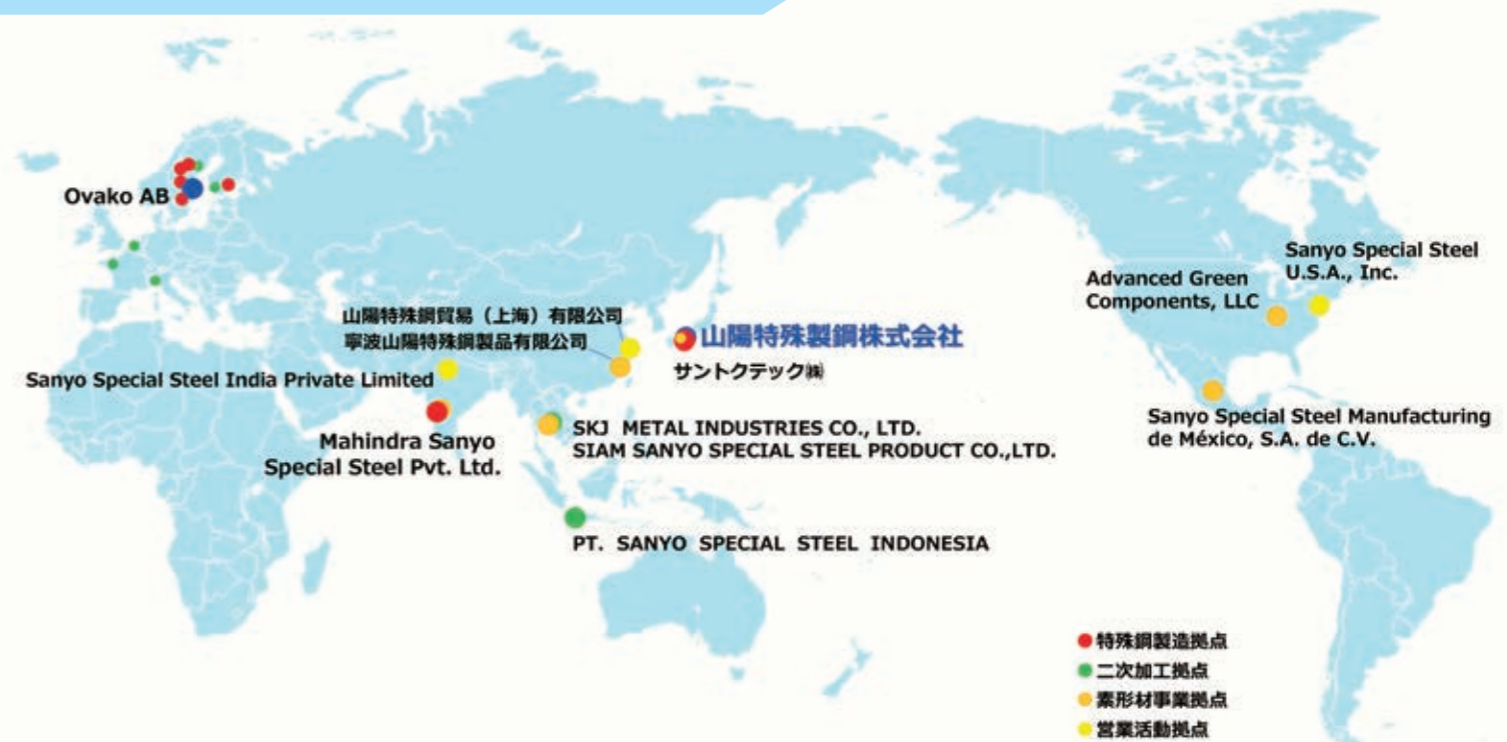 Ovako AB
山陽特殊鋼貿易（上海）有限公司
寧波山陽特殊鋼製品有限公司
Sanyo Special Steel India Private Limited
Mahindra Sanyo
Special Steel Pvt. Ltd.
山陽特殊製鋼株式会社
サントクテック㈱
SKJ METAL INDUSTRIES CO., LTD.
SIAM SANYO SPECIAL STEEL PRODUCT CO.,LTD.
PT. SANYO SPECIAL STEEL INDONESIA
Advanced Green
Components, LLC
Sanyo Special Steel
U.S.A., Inc.
Sanyo Special Steel Manufacturing
de México, S.A. de C.V.
特殊鋼製造拠点
二次加工拠点
素形材事業拠点
営業活動拠点